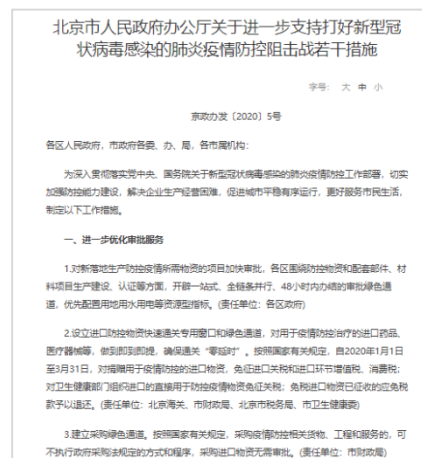 北京市人民政府办公厅关于进一步支持打好新型冠
状病毒感染的肺炎疫情防控阻击战若干措施
字号： 大 中 小
京政办发〔2020〕5号
各区人民政府，市政府各委、办、局，各市属机构：
为深入贯彻落实党中央、国务院关于新型冠状病毒感染的肺炎疫情防控工作部署，切实
加强防控能力建设，解决企业生产经营困难，促进城市平稳有序运行，更好服务市民生活，
制定以下工作措施。
一、进一步优化审批服务
1.对新落地生产防控疫情所需物资的项目加快审批，各区围绕防控物资和配套部件、材
料项目生产建设、认证等方面，开辟一站式、全链条并行、48小时内办结的审批绿色通
道，优先配置用地用水用电等资源型指标。(责任单位：各区政府)
2.设立进口防控物资快速通关专用窗口和绿色通道，对用于疫情防控治疗的进口药品、
医疗器械等，做到即到即提，确保通关“零延时”。按照国家有关规定，自2020年1月1日
至3月31日，对捐赠用于疫情防控的进口物资，免征进口关税和进口环节增值税、消费税；
对卫生健康部门组织进口的直接用于防控疫情物资免征关税；免税进口物资已征收的应免税
款予以退还。(责任单位：北京海关、市财政局、北京市税务局、市卫生健康委)
3.建立采购绿色通道。按照国家有关规定，采购疫情防控相关货物、工程和服务的，可
不执行政府采购法规定的方式和程序，采购进口物资无需审批。(责任单位：市财政局)